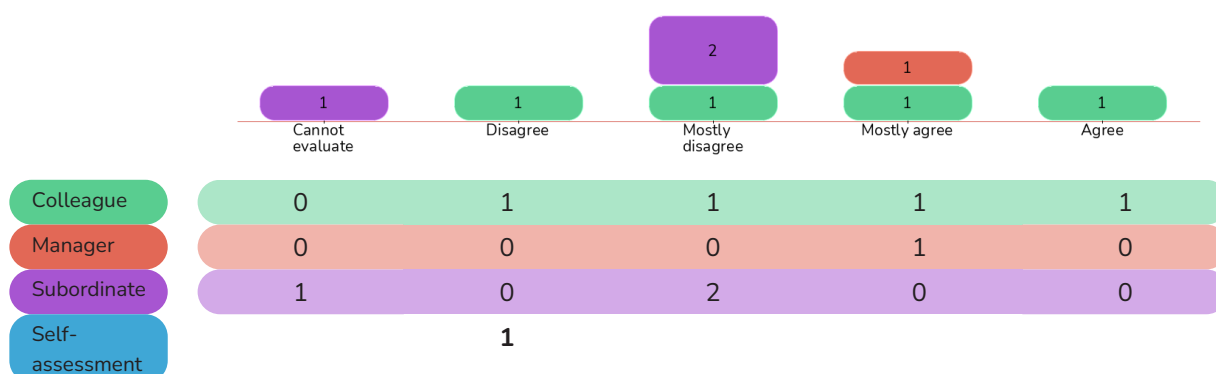 2
1
1 1 1 1 1
Cannot evaluate Disagree Mostly disagree Mostly agree Agree
Colleague 0 1 1 1 1
Manager 0 0 0 1 0
Subordinate 1 0 2 0 0
Self-
assessment 1